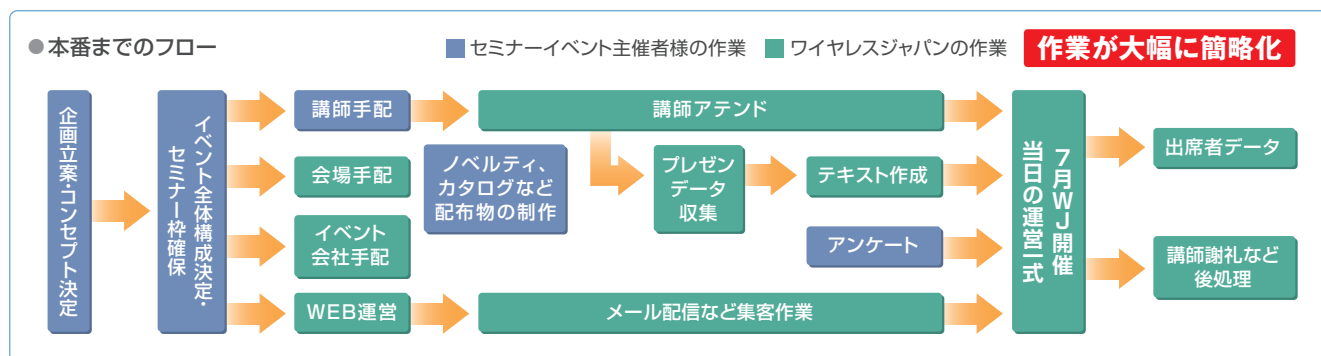 ●本番までのフロー
セミナーイベント主催者様の作業
ワイヤレスジャパンの作業
作業が大幅に簡略化
企画立案・コンセプト決定
イベント全体構成決定・
セミナー枠確保
講師手配
会場手配
イベント
会社手配
WEB運営
講師アテンド
ノベルティ、
カタログなど
配布物の制作
プレゼン
データ
収集
テキスト作成
アンケート
メール配信など集客作業
7月WJ開催
当日の運営一式
出席者データ
講師謝礼など
後処理